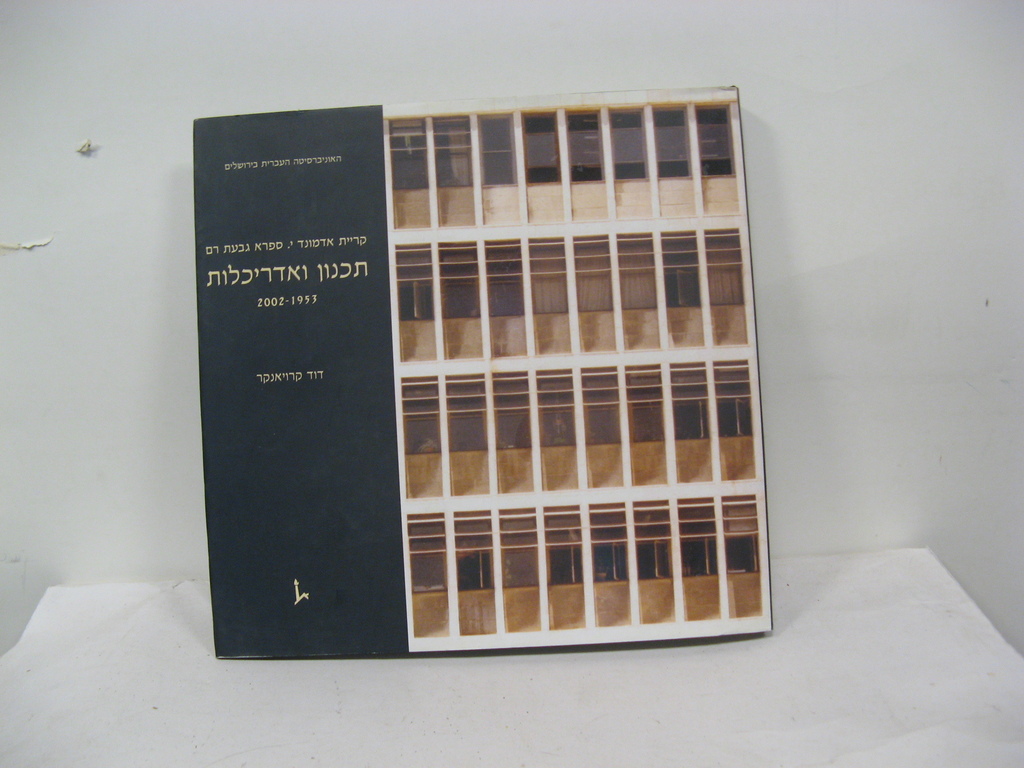 האוניברסיטה העברית בירושלים
קריית אדמונד י. ספרא גבעת רם
תכנון ואדריכלות
2002-1953
דוד קרויאנקר